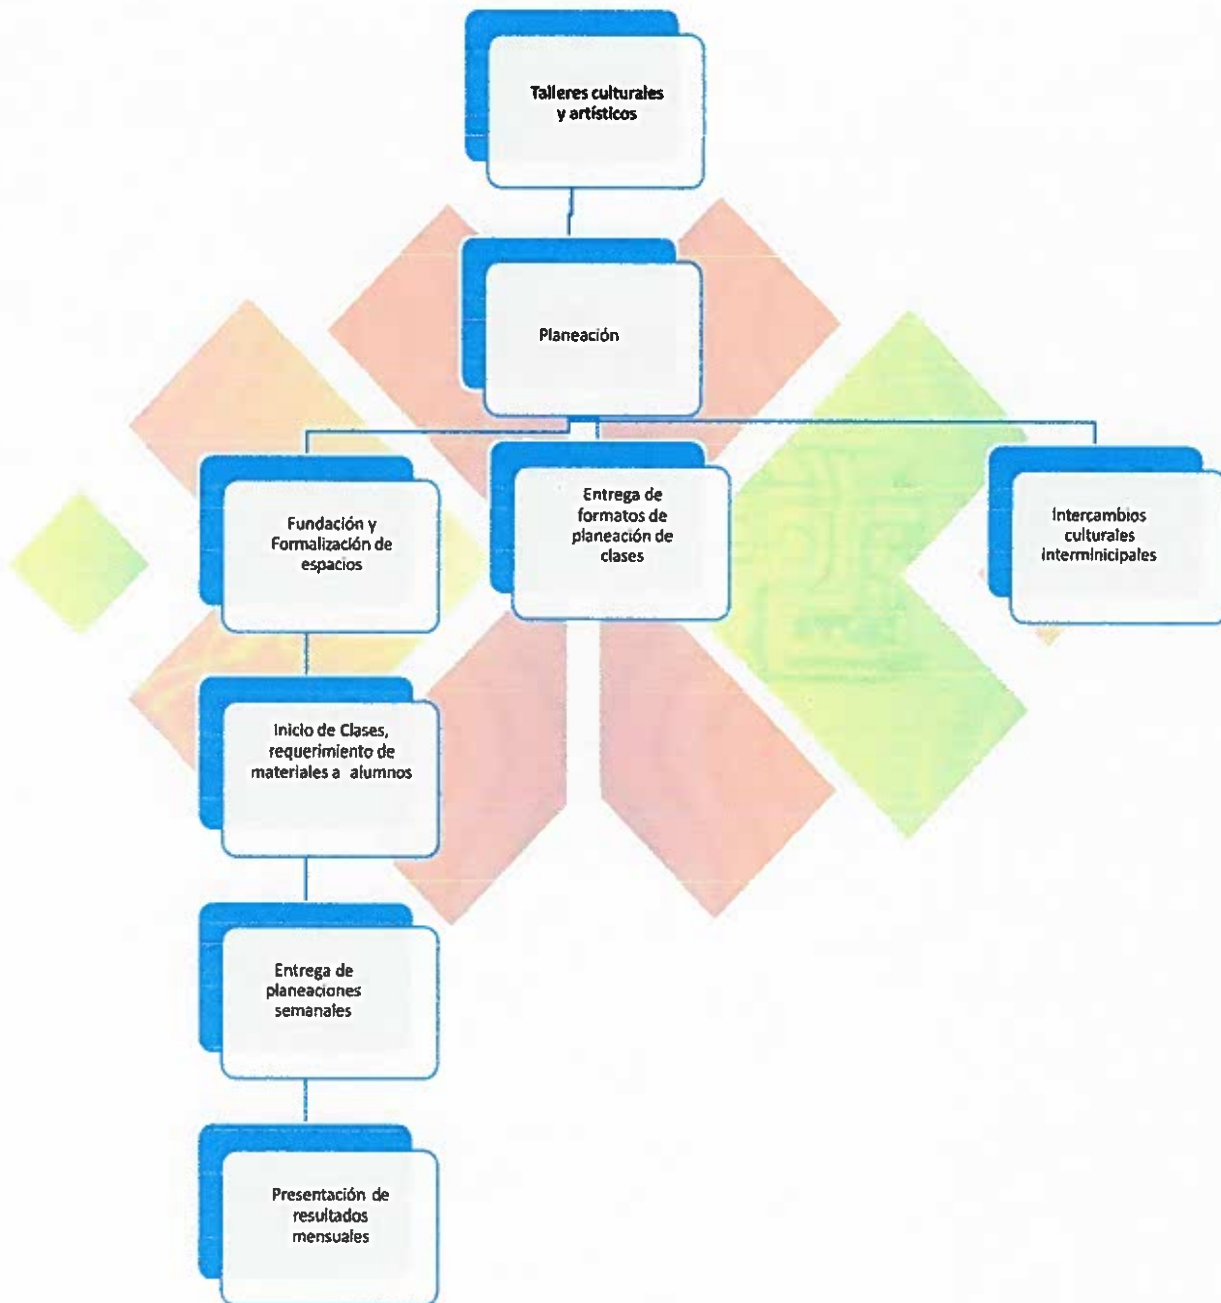 Talleres culturales
y artísticos
Planeación
Fundación y
Formalización de
espacios
Entrega de
formatos de
planeación de
clases
Intercambios
culturales
interminicipales
Inicio de Clases,
requerimiento de
materiales a alumnos
Entrega de
planeaciones
semanales
Presentación de
resultados
mensuales